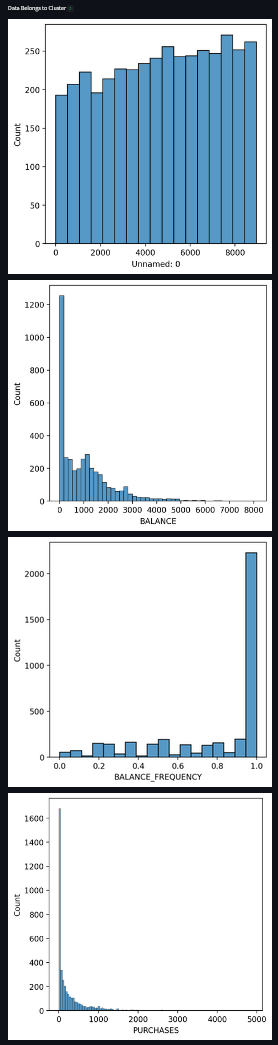 Data Belongs to Cluster
250
200
150
100
50
0
Count
0 2000 4000 6000 8000
Unnamed: 0
1200
1000
800
600
400
200
0
Count
0 1000 2000 3000 4000 5000 6000 7000 8000
BALANCE
2000
1500
1000
500
0
Count
0.0 0.2 0.4 0.6 0.8 1.0
BALANCE_FREQUENCY
1600
1400
1200
1000
800
600
400
200
0
Count
0 1000 2000 3000 4000 5000
PURCHASES